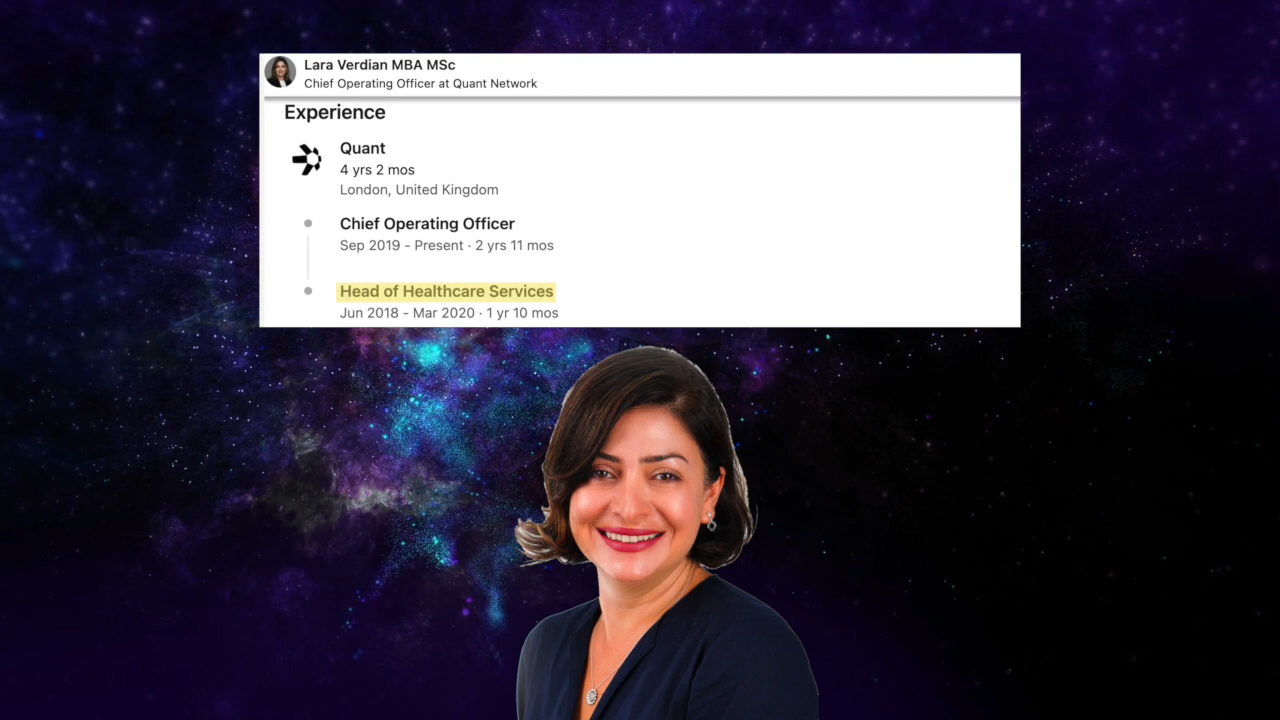 Lara Verdian MBA MSc
Chief Operating Officer at Quant Network
Experience
Quant
4 yrs 2 mos
London, United Kingdom
Chief Operating Officer
Sep 2019 - Present · 2 yrs 11 mos
Head of Healthcare Services
Jun 2018 - Mar 2020 · 1 yr 10 mos